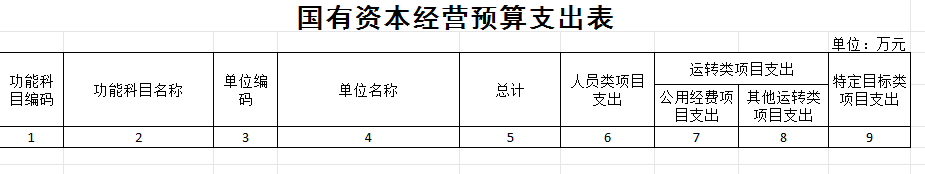 国有资本经营预算支出表
单位：万元
功能科
目编码
功能科目名称
单位编
码
单位名称
总计
人员类项目
支出
运转类项目支出
公用经费项
目支出
其他运转类
项目支出
特定目标类
项目支出
1 2 3 4 5 6 7 8 9